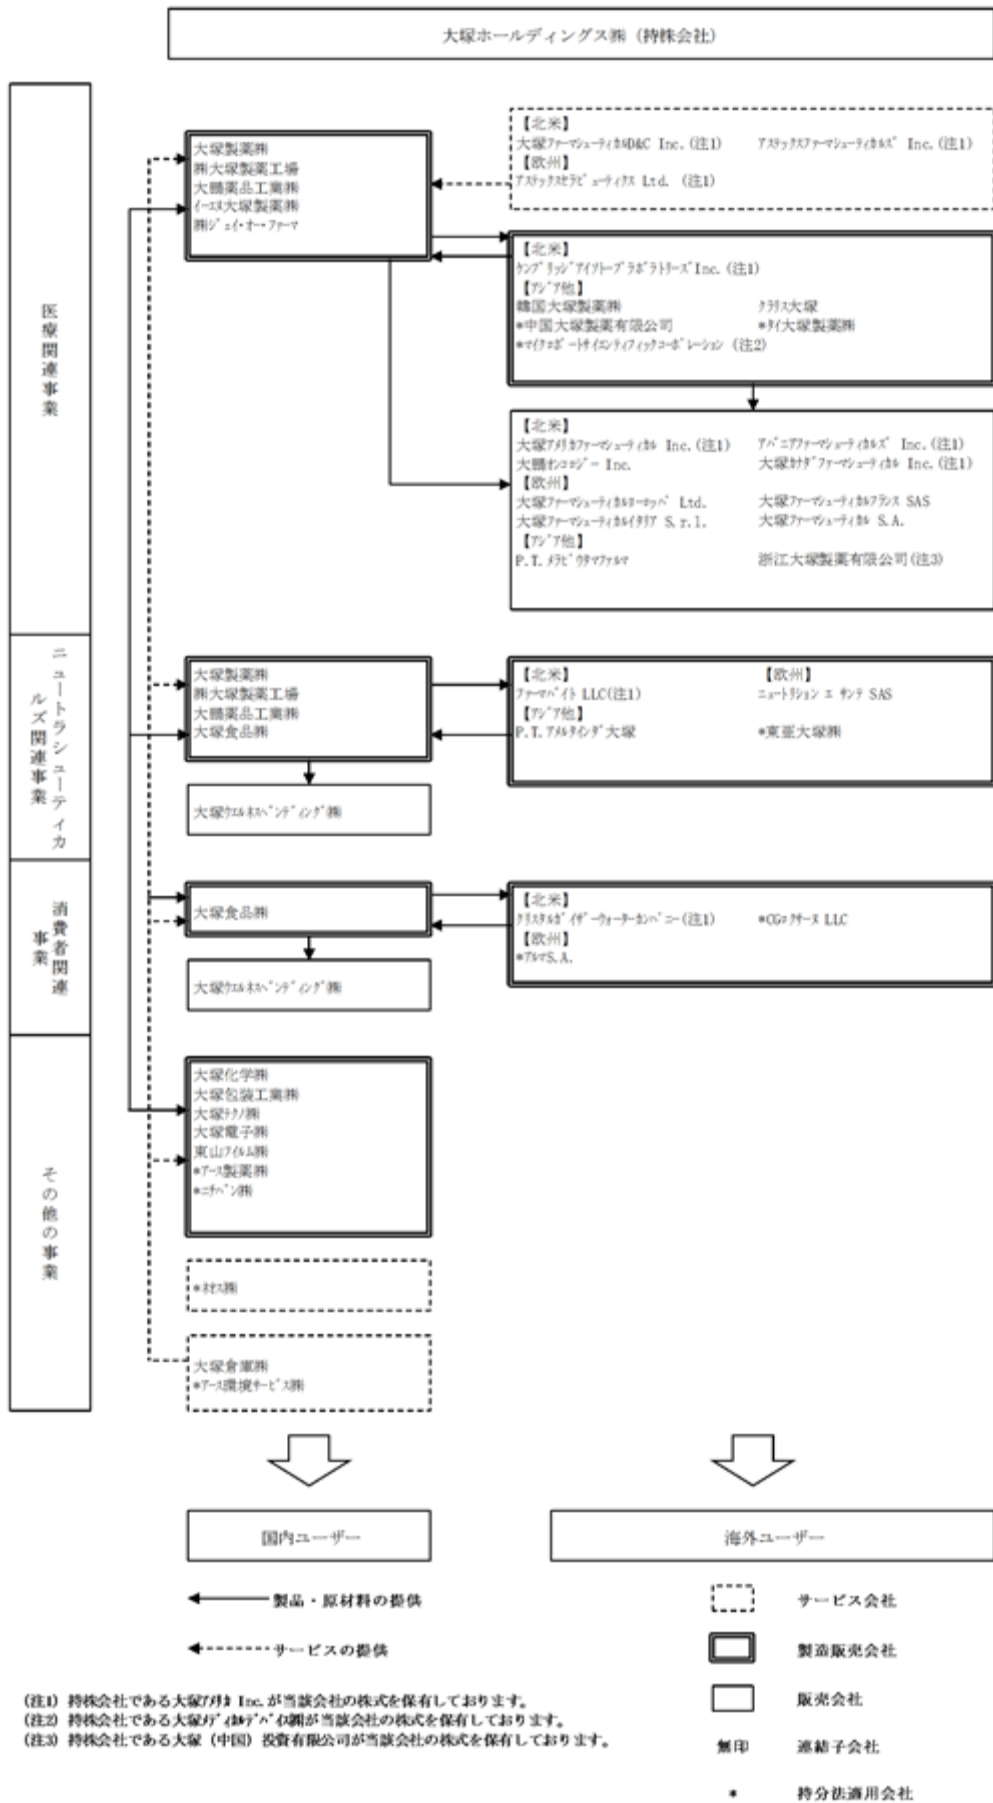 大塚ホールディングス㈱（持株会社）
医療関連事業
大塚製薬㈱
㈱大塚製薬工場
大鵬薬品工業㈱
イーエヌ大塚製薬㈱
㈱ジェイ・オー・ファーマ
【北米】
大塚ファーマシューティカルD&C Inc.(注1) アステックスファーマシューティカルズ Inc.(注1)
【欧州】
アステックスセラピューティクス Ltd. (注1)
【北米】
ケンブリッジアイソトープラボラトリーズ Inc.(注1)
【アジア他】
韓国大塚製薬㈱ クラリス大塚
*中国大塚製薬有限公司 *タイ大塚製薬㈱
*マイクロポートサイエンティフィックコーポレーション (注2)
【北米】
大塚アメリカファーマシューティカル Inc.(注1) アバニアファーマシューティカルズ Inc.(注1)
大鵬オンコロジー Inc. 大塚カナダファーマシューティカル Inc.(注1)
【欧州】
大塚ファーマシューティカルヨーロッパ Ltd. 大塚ファーマシューティカルフランス SAS
大塚ファーマシューティカルイタリア S.r.l. 大塚ファーマシューティカル S.A.
【アジア他】
P.T.メラピウタマファルマ 浙江大塚製薬有限公司(注3)
ニュートラシューティカルズ関連事業
大塚製薬㈱
㈱大塚製薬工場
大鵬薬品工業㈱
大塚食品㈱
【北米】 【欧州】
ファーマバイト LLC(注1) ニュートリション エ サンテ SAS
【アジア他】
P.T.アメルタインダ大塚 *東亜大塚㈱
大塚ウエルネスベンディング㈱
消費者関連事業
大塚食品㈱
【北米】
クリスタルガイザーウォーターカンパニー(注1) *CGロクサーヌ LLC
【欧州】
*アルマS.A.
大塚ウエルネスベンディング㈱
その他の事業
大塚化学㈱
大塚包装工業㈱
大塚テクノ㈱
大塚電子㈱
東山フイルム㈱
*アース製薬㈱
*ニチバン㈱
大塚倉庫㈱
*アース環境サービス㈱
国内ユーザー
海外ユーザー
製品・原材料の提供
サービスの提供
サービス会社
製造販売会社
販売会社
無印 連結子会社
* 持分法適用会社
(注1) 持株会社である大塚アメリカ Inc.が当該会社の株式を保有しております。
(注2) 持株会社である大塚メディカルデバイス㈱が当該会社の株式を保有しております。
(注3) 持株会社である大塚（中国）投資有限公司が当該会社の株式を保有しております。